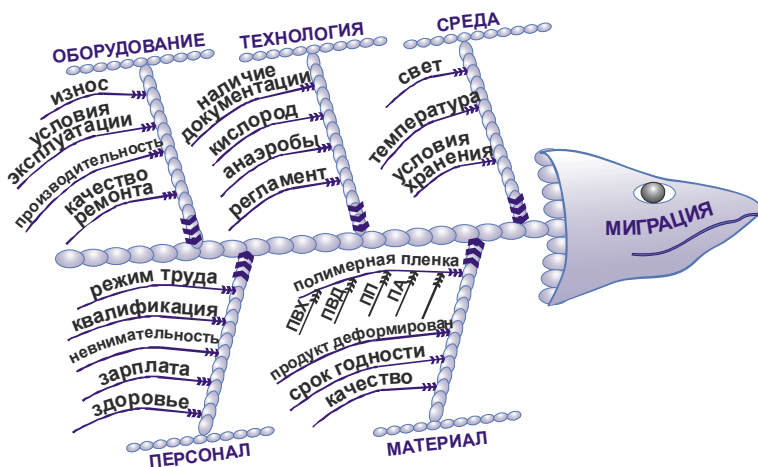 ОБОРУДОВАНИЕ
износ
условия
эксплуатации
производительность
качество
ремонта
ТЕХНОЛОГИЯ
наличие
документации
кислород
анаэробы
регламент
СРЕДА
свет
температура
условия
хранения
МИГРАЦИЯ
режим труда
квалификация
невнимательность
зарплата
здоровье
ПЕРСОНАЛ
полимерная пленка
ПВХ
ПВД
ПП
ПА
продукт деформирован
срок годности
качество
МАТЕРИАЛ